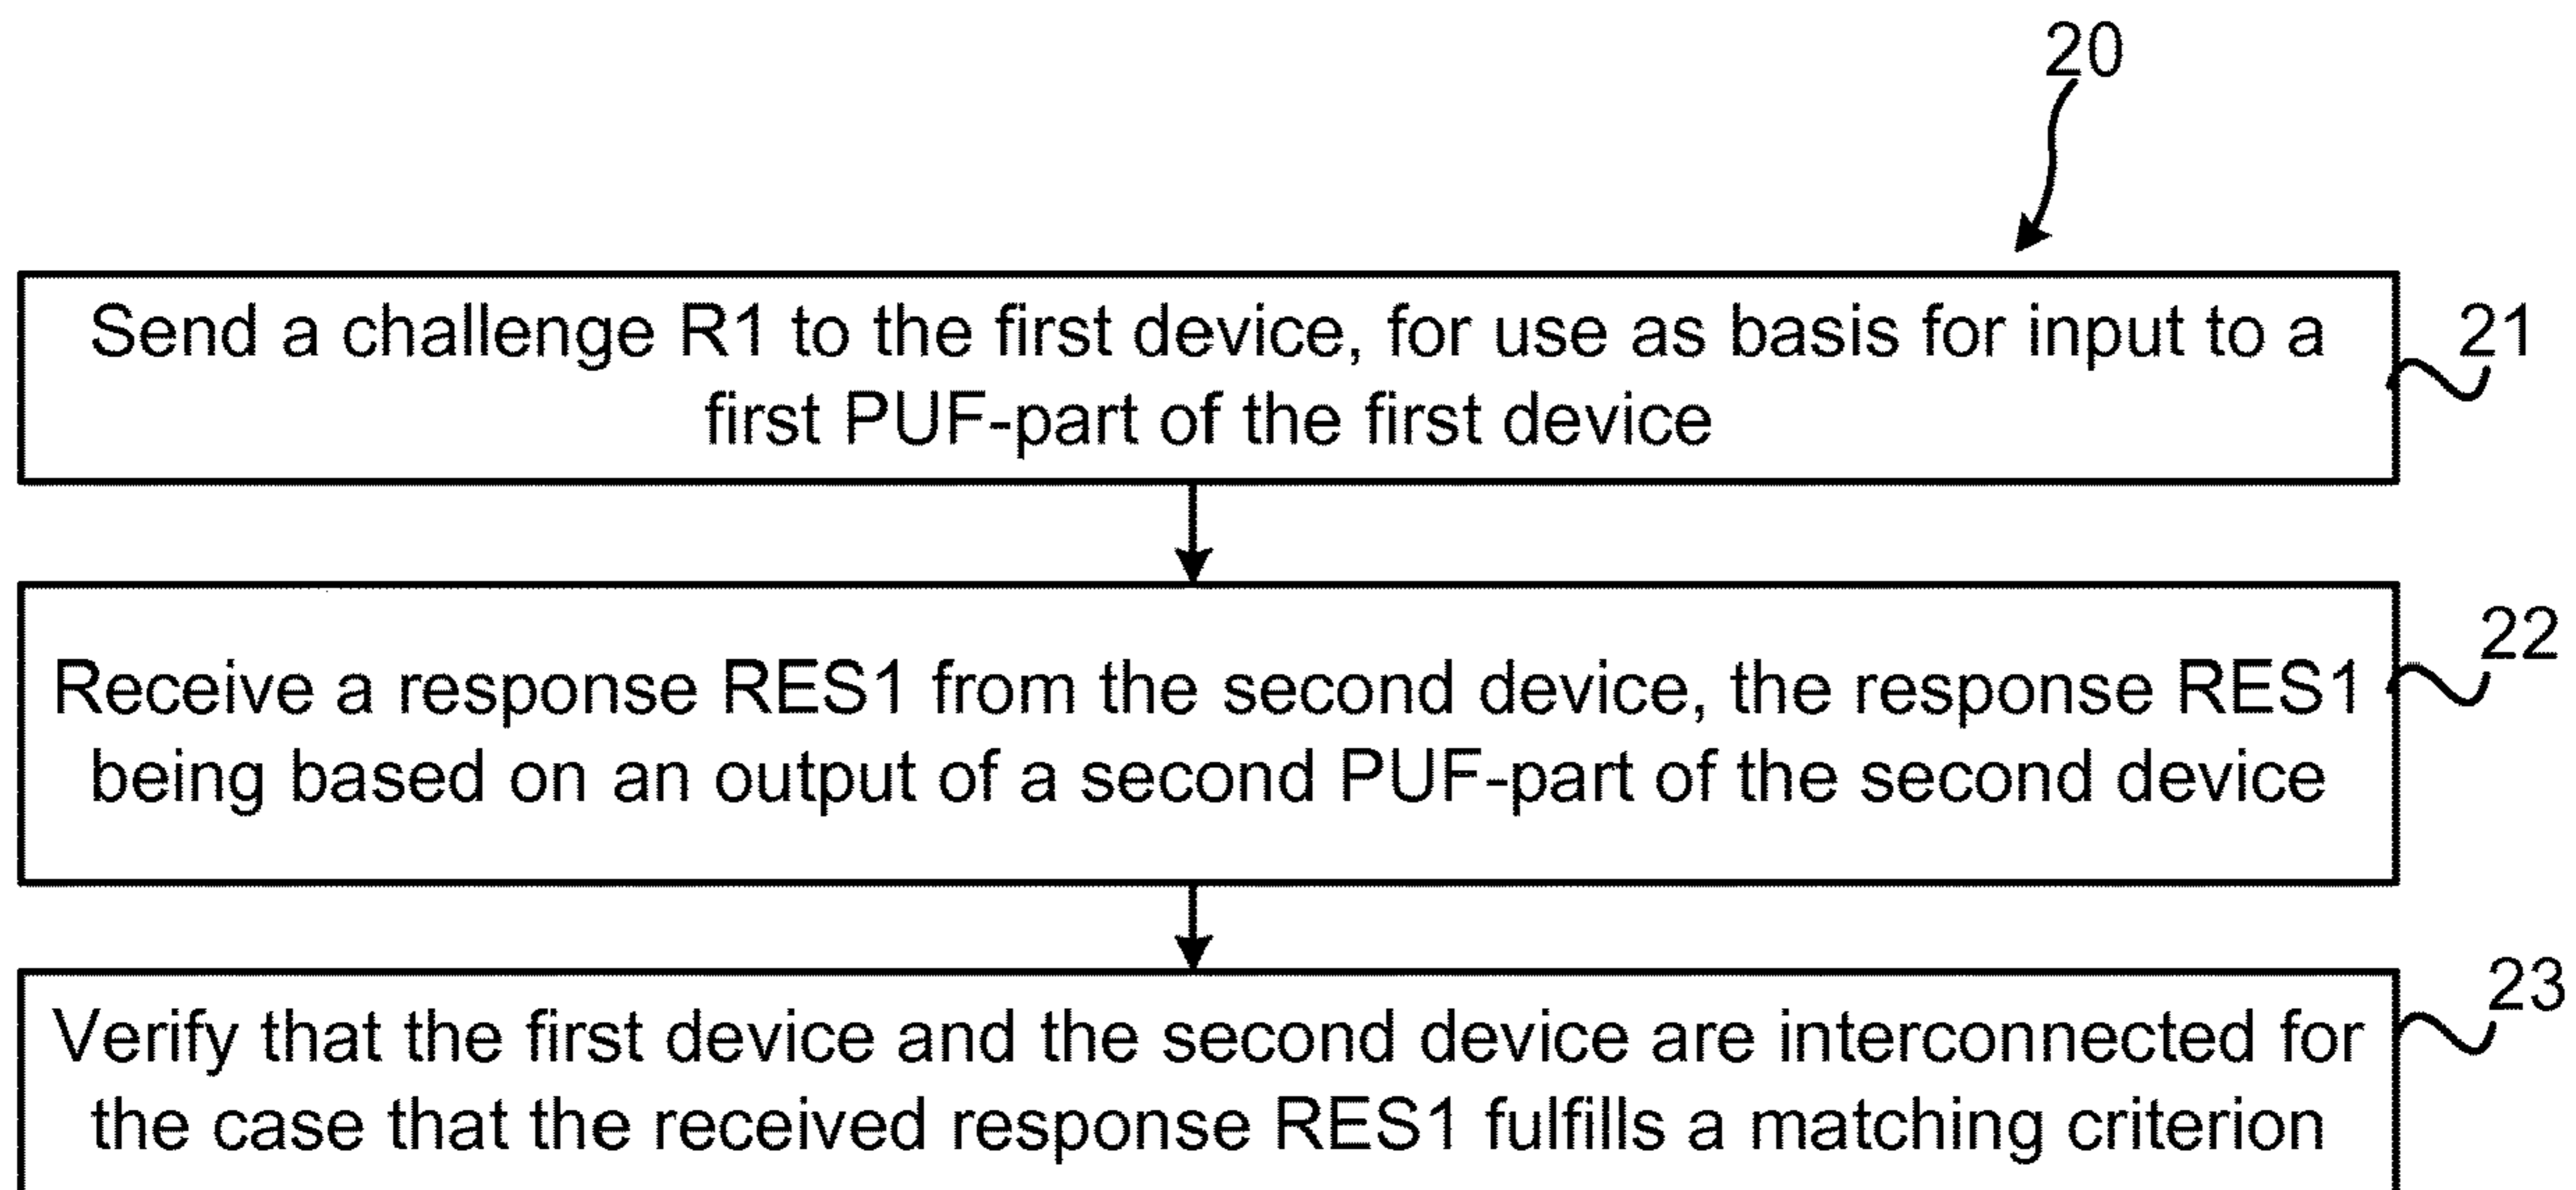 20
Send a challenge R1 to the first device, for use as basis for input to a
first PUF-part of the first device
21
Receive a response RES1 from the second device, the response RES1
being based on an output of a second PUF-part of the second device
22
Verify that the first device and the second device are interconnected for
the case that the received response RES1 fulfills a matching criterion
23